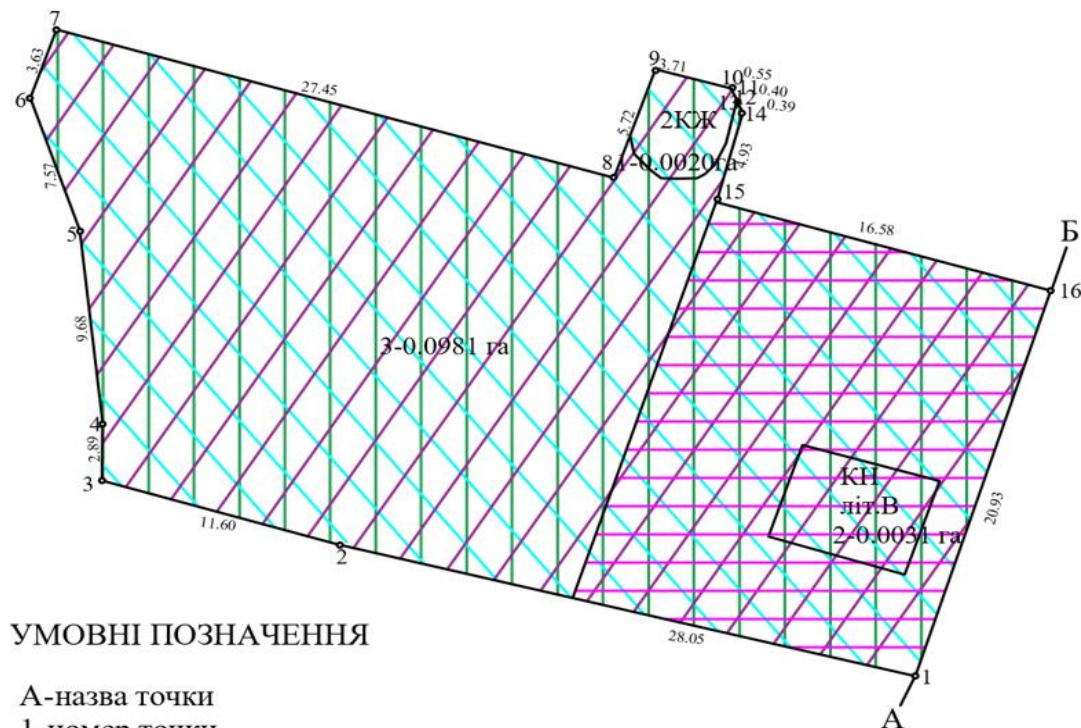 7
3.63
6
27.45
9
3.71
10
0.55
11
0.40
12
13
14
0.39
5.72
2КЖ
8
1-0.0020га
4.93
7.57
15
5
16.58
Б
16
9.68
3-0.0981 га
4
2.89
3
КН
літ.В
2-0.0031 га
20.93
11.60
2
28.05
1
А
УМОВНІ ПОЗНАЧЕННЯ
А-назва точки
1-номер точки